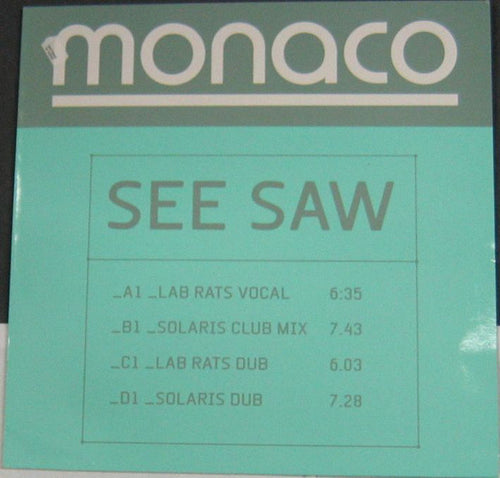 monaco
SEE SAW
_A1 _LAB RATS VOCAL 6:35
_B1 _SOLARIS CLUB MIX 7.43
_C1 _LAB RATS DUB 6.03
_D1 _SOLARIS DUB 7.28